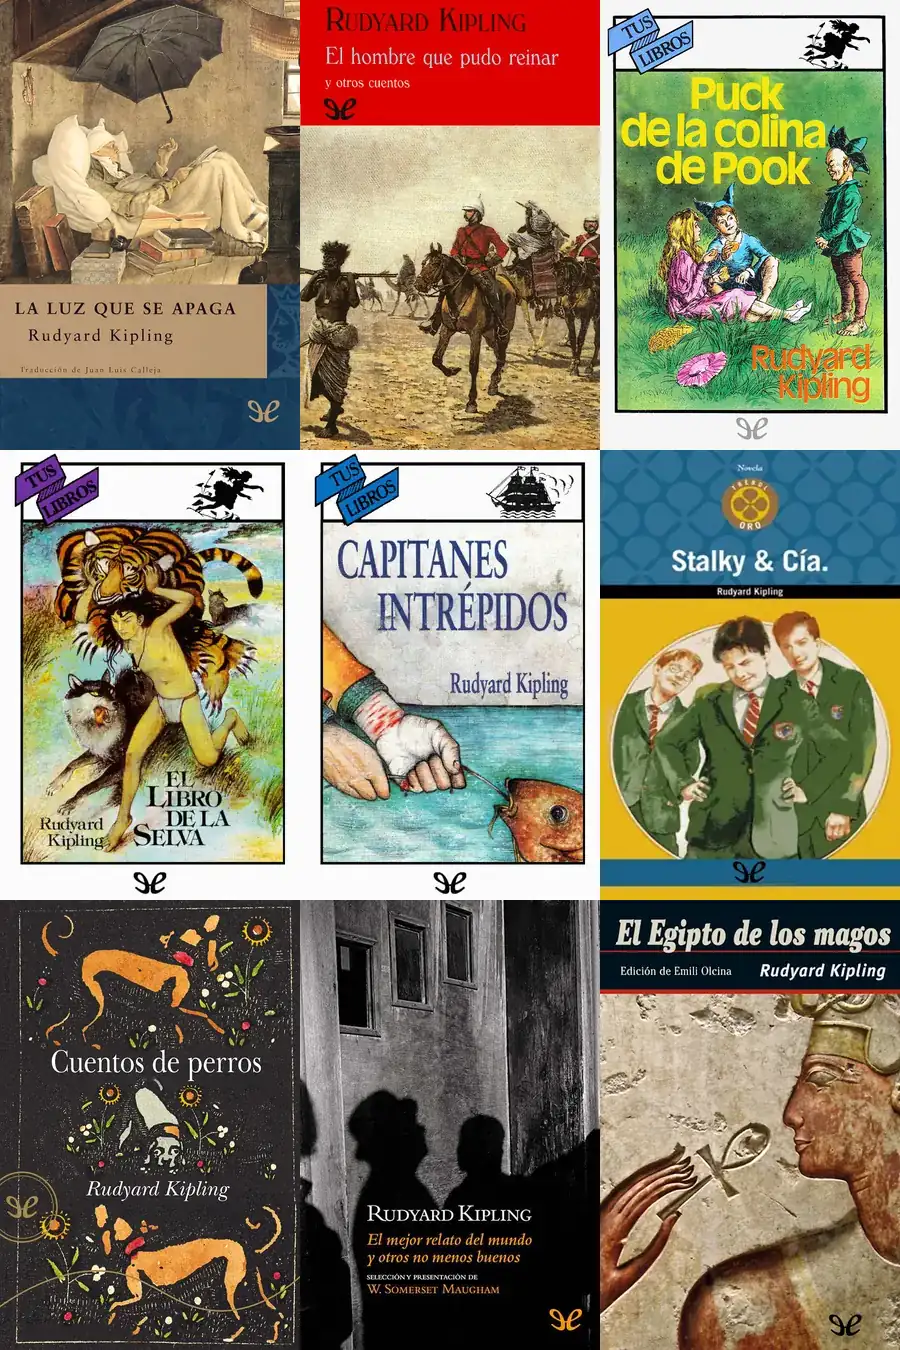 LA LUZ QUE SE APAGA
Rudyard Kipling
Traducción de Juan Luis Calleja
RUDYARD KIPLING
El hombre que pudo reinar
y otros cuentos
TUS
LIBROS
Puck
de la colina
de Pook
Rudyard
Kipling
TUS
LIBROS
EL
LIBRO
DE LA
SELVA
Rudyard
Kipling
TUS
LIBROS
CAPITANES
INTRÉPIDOS
Rudyard Kipling
Novela
TRÉBOL
ORO
Stalky & Cía.
Rudyard Kipling
Cuentos de perros
Rudyard Kipling
RUDYARD KIPLING
El mejor relato del mundo
y otros no menos buenos
SELECCIÓN Y PRESENTACIÓN DE
W. SOMERSET MAUGHAM
El Egipto de los magos
Edición de Emili Olcina
Rudyard Kipling